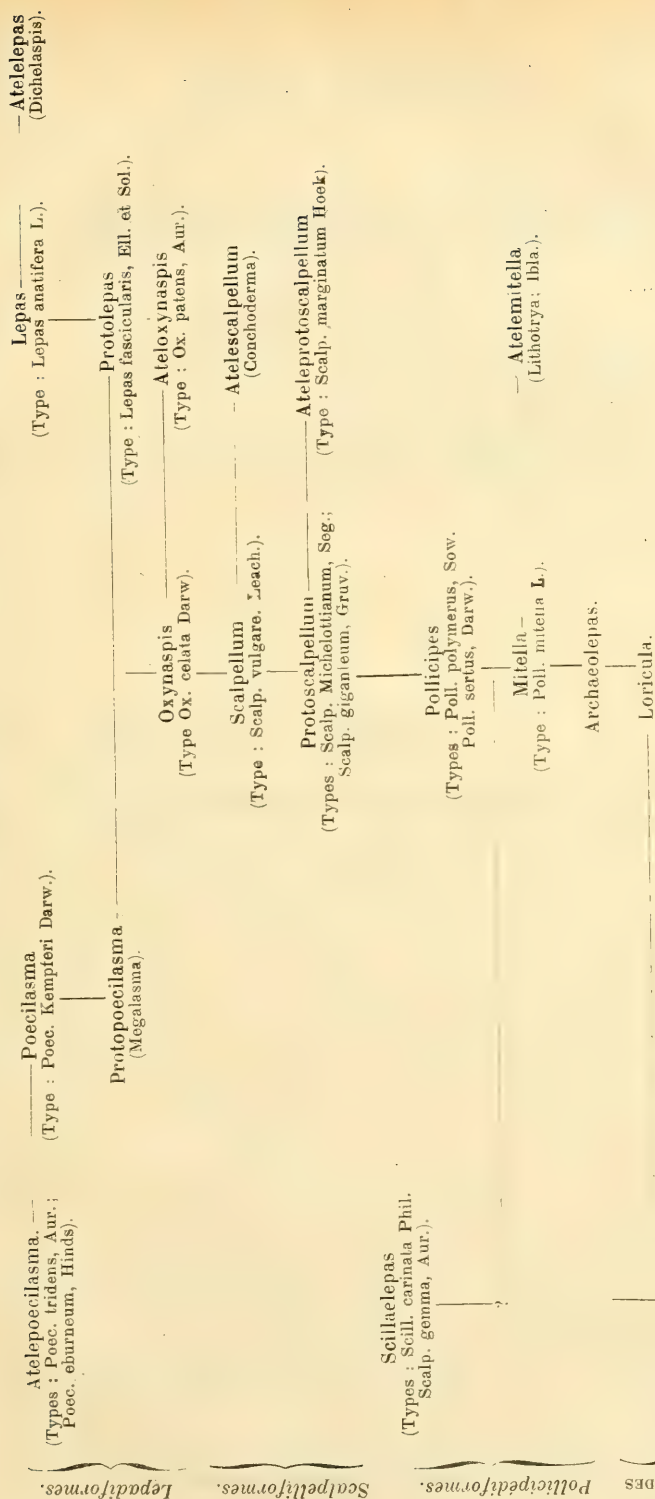 Atelelepas
(Dichelaspis).
Lepas
(Type : Lepas anatifera L.).
Poecilasma
(Type : Poec. Kempferi Darw.).
Atelepoecilasma.
(Types : Poec. tridens, Aur.;
Poec. eburneum, Hinds).
Lepadiformes.
Protolepas
(Type : Lepas fascicularis, Ell. et Sol.).
Protopoecilasma
(Megalasma).
Ateloxynaspis
(Type : Ox. patens, Aur.).
Oxynaspis
(Type Ox. celata Darw).
Atelescalpellum
(Conchoderma).
Scalpellum
(Type : Scalp. vulgare. Leach.).
Scalpelliformes.
Ateleprotoscalpellum
(Type : Scalp. marginatum Hoek).
Protoscalpellum
(Types : Scalp. Michelottianum, Seg.;
Scalp. giganteum, Gruv.).
Pollicipes
(Types : Poll. polymerus, Sow.
Poll. sertus, Darw.).
Scillaelepas
(Types : Scill. carinata Phil.
Scalp. gemma, Aur.).
Pollicipédiformes.
Atelemitella
(Lithotrya; Ibla.).
Mitella
(Type : Poll. mitella L.).
?
Archaeolepas.
Loricula.
DES